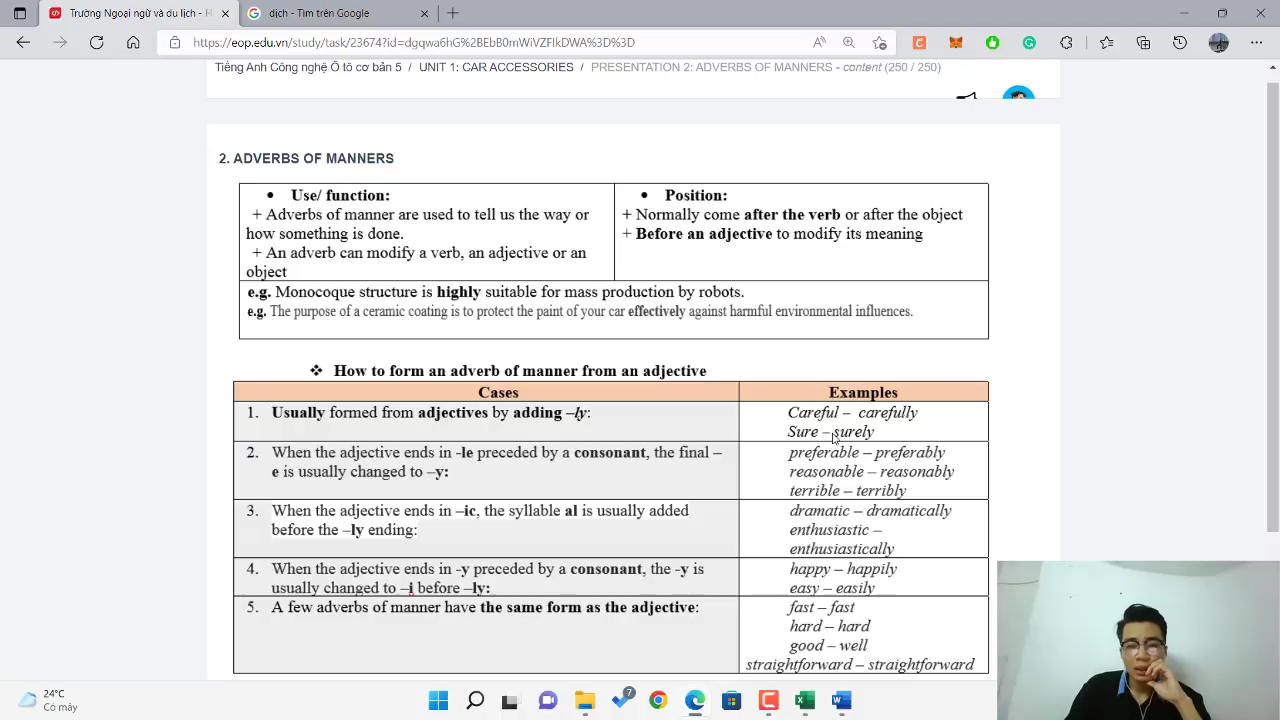 Trường Ngoại ngữ và du lịch - H
dịch - Tìm trên Google
https://eop.edu.vn/study/task/23674?id=dgqwa6hG%2BEbB0mWiVZFIkDWA%3D%3D
Tiếng Anh Công nghệ Ô tô cơ bản 5 / UNIT 1: CAR ACCESSORIES / PRESENTATION 2: ADVERBS OF MANNERS - content (250 / 250)
2. ADVERBS OF MANNERS
• Use/ function:
+ Adverbs of manner are used to tell us the way or
how something is done.
+ An adverb can modify a verb, an adjective or an
object
• Position:
+ Normally come after the verb or after the object
+ Before an adjective to modify its meaning
e.g. Monocoque structure is highly suitable for mass production by robots.
e.g. The purpose of a ceramic coating is to protect the paint of your car effectively against harmful environmental influences.
❖ How to form an adverb of manner from an adjective
Cases
Examples
1. Usually formed from adjectives by adding –ly:
Careful – carefully
Sure – surely
2. When the adjective ends in -le preceded by a consonant, the final –
e is usually changed to –y:
preferable – preferably
reasonable – reasonably
terrible – terribly
3. When the adjective ends in –ic, the syllable al is usually added
before the –ly ending:
dramatic – dramatically
enthusiastic –
enthusiastically
4. When the adjective ends in -y preceded by a consonant, the -y is
usually changed to –i before –ly:
happy – happily
easy – easily
5. A few adverbs of manner have the same form as the adjective:
fast – fast
hard – hard
good – well
straightforward – straightforward
24°C
Có mây
7